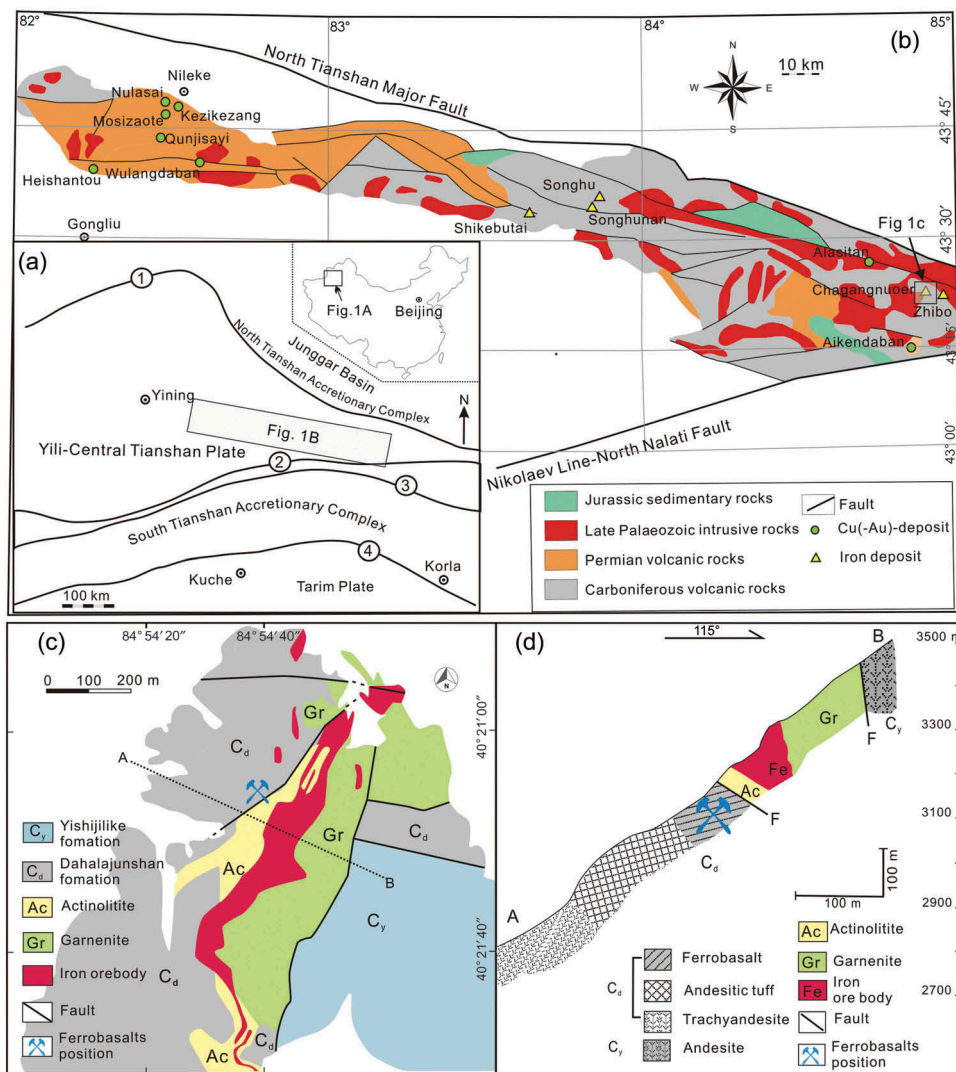 82°
83°
84°
85°
(b)
North Tianshan Major Fault
10 km
N
W
E
S
Nileke
Nulasai
Kezikezang
Mosizaote
Qunjisayi
Wulangdaban
Heishantou
Gongliu
43° 45′
Songhu
Songhunan
Shikebutai
43° 30′
Fig 1c
Alasitan
Chagangnuoer
Zhibo
Aikendaban
43° 00′
Nikolaev Line-North Nalati Fault
Jurassic sedimentary rocks
Late Palaeozoic intrusive rocks
Permian volcanic rocks
Carboniferous volcanic rocks
Fault
Cu(-Au)-deposit
Iron deposit
(a)
1
Fig.1A
Beijing
Junggar Basin
North Tianshan Accretionary Complex
N
Yining
Fig. 1B
Yili-Central Tianshan Plate
2
3
South Tianshan Accretionary Complex
4
Kuche
Korla
Tarim Plate
100 km
(c)
84° 54′ 20″
84° 54′ 40″
0 100 200 m
N
Gr
40° 21′ 00″
Cd
A
Gr
Cd
Ac
B
Cy
40° 21′ 40″
Cd
Cd
Ac
Cy Yishijilike fomation
Cd Dahalajunshan fomation
Ac Actinolitite
Gr Garnenite
Iron orebody
Fault
Ferrobasalts position
(d)
115°
B
3500 m
Gr
Cy
F
3300
Fe
Ac
F
3100
Cd
100 m
100 m
2900
A
2700
Cd
Ferrobasalt
Andesitic tuff
Trachyandesite
Cy Andesite
Ac Actinolitite
Gr Garnenite
Fe Iron ore body
Fault
Ferrobasalts position